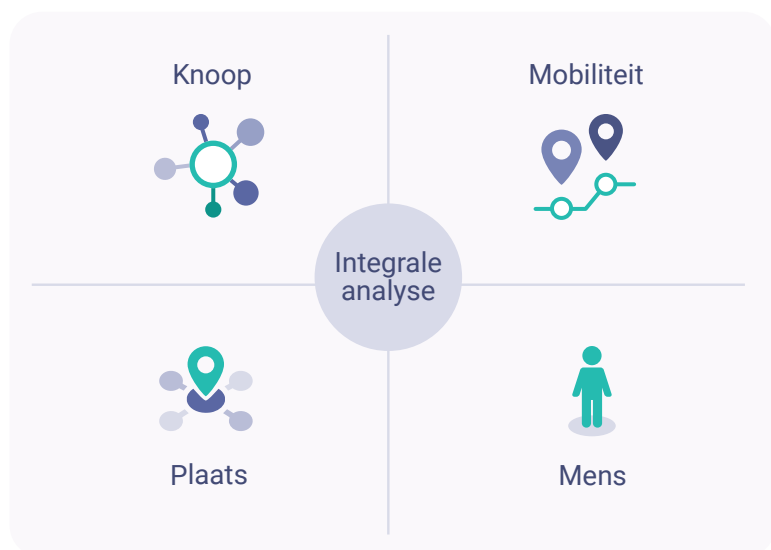 Knoop
Mobiliteit
Integrale
analyse
Plaats
Mens